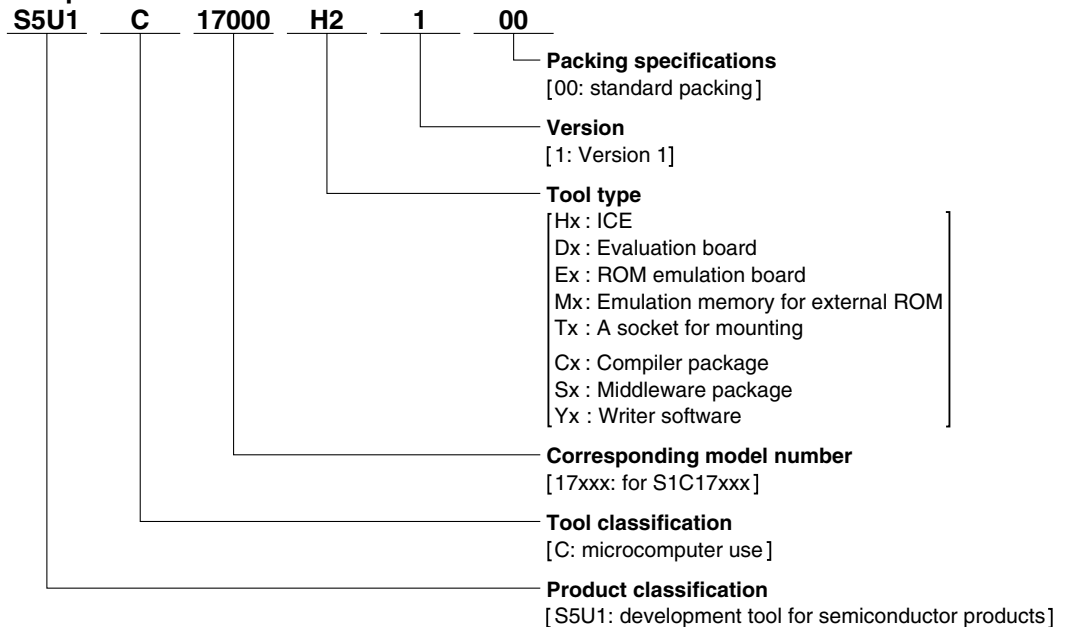 S5U1 C 17000 H2 1 00
Packing specifications
[00: standard packing]
Version
[1: Version 1]
Tool type
Hx : ICE
Dx : Evaluation board
Ex : ROM emulation board
Mx : Emulation memory for external ROM
Tx : A socket for mounting
Cx : Compiler package
Sx : Middleware package
Yx : Writer software
Corresponding model number
[17xxx: for S1C17xxx]
Tool classification
[C: microcomputer use]
Product classification
[S5U1: development tool for semiconductor products]